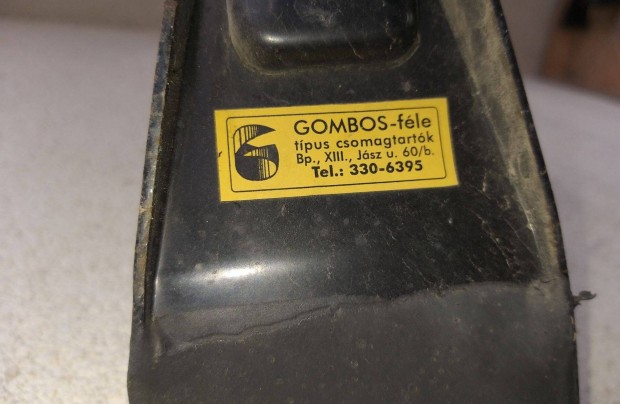 GOMBOS-féle
típus csomagtartók
Bp., XIII., Jász u. 60/b.
Tel.: 330-6395